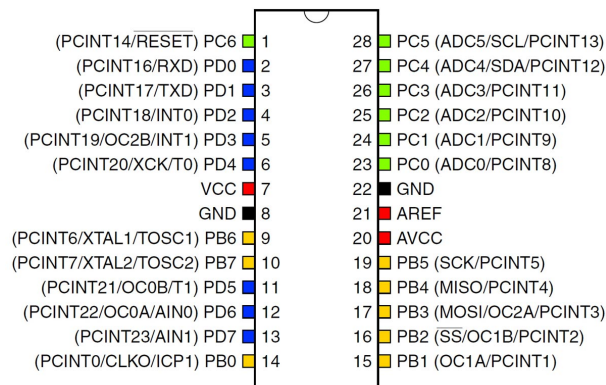 (PCINT14/RESET) PC6 1 28 PC5 (ADC5/SCL/PCINT13)
(PCINT16/RXD) PD0 2 27 PC4 (ADC4/SDA/PCINT12)
(PCINT17/TXD) PD1 3 26 PC3 (ADC3/PCINT11)
(PCINT18/INT0) PD2 4 25 PC2 (ADC2/PCINT10)
(PCINT19/OC2B/INT1) PD3 5 24 PC1 (ADC1/PCINT9)
(PCINT20/XCK/T0) PD4 6 23 PC0 (ADC0/PCINT8)
VCC 7 22 GND
GND 8 21 AREF
(PCINT6/XTAL1/TOSC1) PB6 9 20 AVCC
(PCINT7/XTAL2/TOSC2) PB7 10 19 PB5 (SCK/PCINT5)
(PCINT21/OC0B/T1) PD5 11 18 PB4 (MISO/PCINT4)
(PCINT22/OC0A/AIN0) PD6 12 17 PB3 (MOSI/OC2A/PCINT3)
(PCINT23/AIN1) PD7 13 16 PB2 (SS/OC1B/PCINT2)
(PCINT0/CLKO/ICP1) PB0 14 15 PB1 (OC1A/PCINT1)